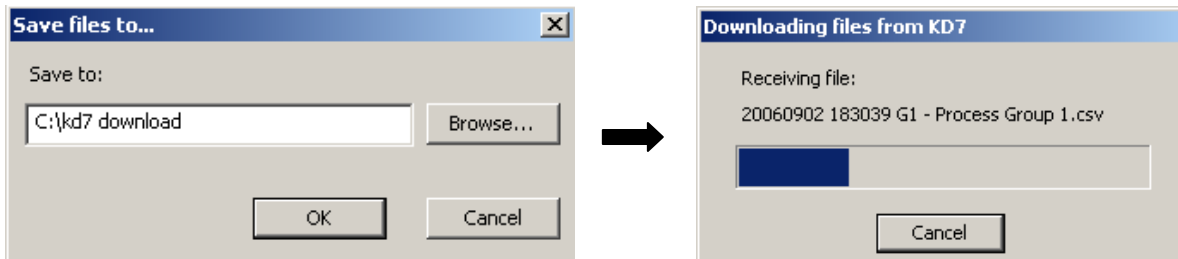 Save files to...
Save to:
C:\kd7 download
Browse...
OK
Cancel
Downloading files from KD7
Receiving file:
20060902 183039 G1 - Process Group 1.csv
Cancel